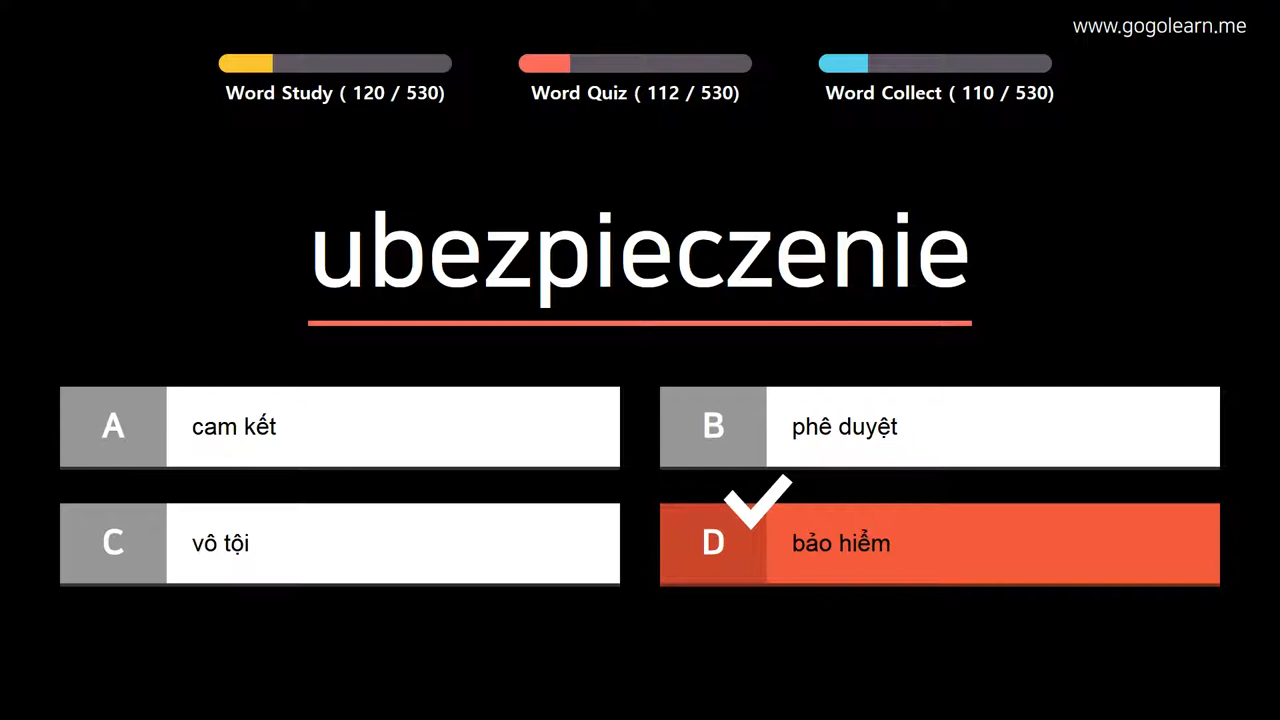 www.gogolearn.me
Word Study ( 120 / 530)
Word Quiz ( 112 / 530)
Word Collect ( 110 / 530)
ubezpieczenie
A
cam kết
B
phê duyệt
C
vô tội
D
bảo hiểm